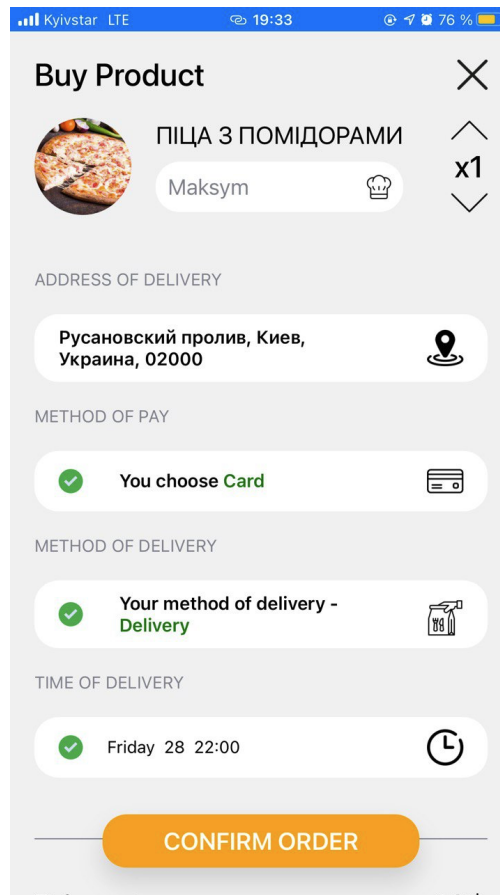 Kyivstar LTE 19:33 76 %
Buy Product
ПІЦА З ПОМІДОРАМИ
x1
Maksym
ADDRESS OF DELIVERY
Русановский пролив, Киев,
Украина, 02000
METHOD OF PAY
You choose Card
METHOD OF DELIVERY
Your method of delivery -
Delivery
TIME OF DELIVERY
Friday 28 22:00
CONFIRM ORDER